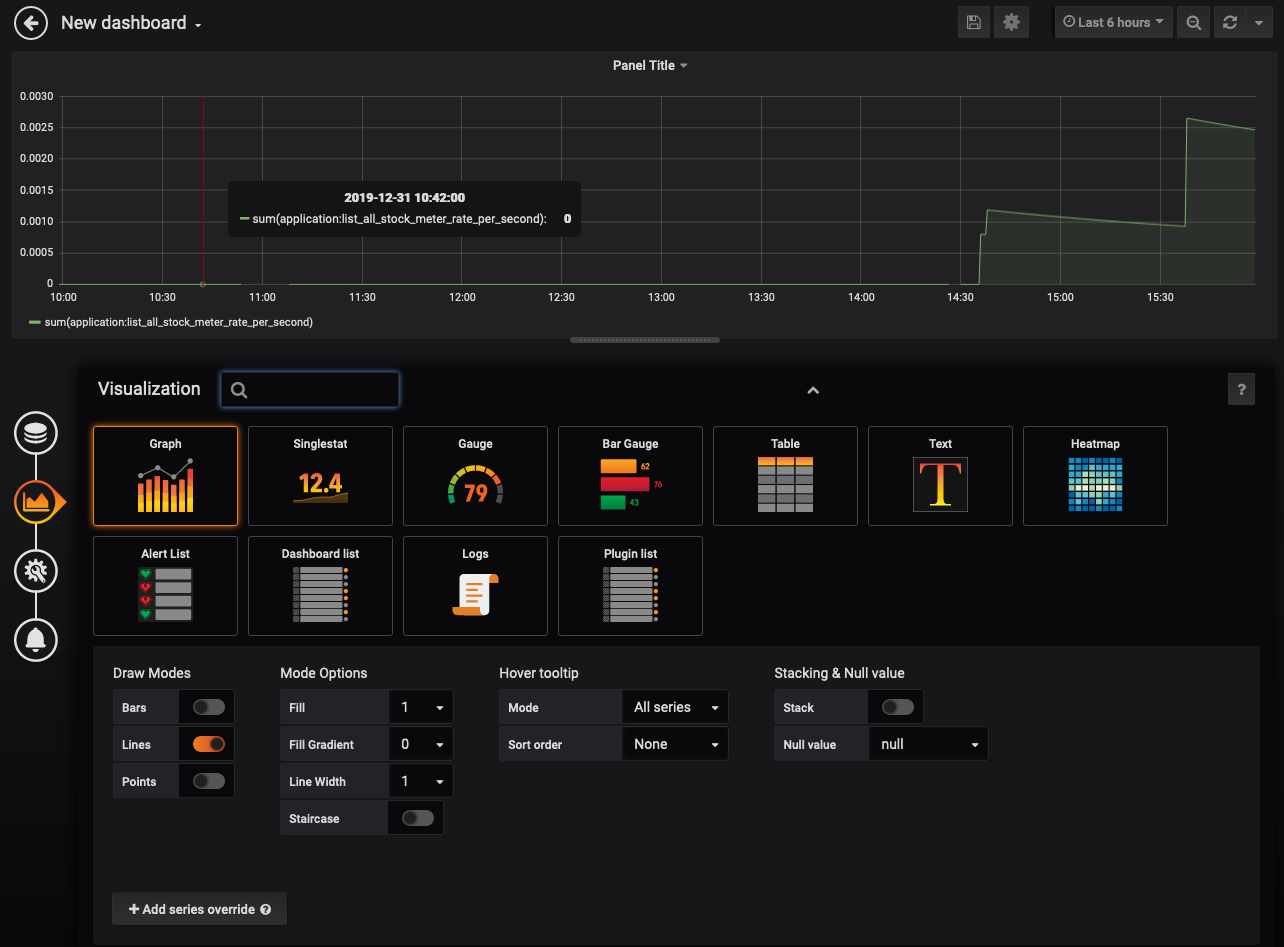 New dashboard
Last 6 hours
Panel Title
0.0030
0.0025
0.0020
0.0015
0.0010
0.0005
0
2019-12-31 10:42:00
sum(application:list_all_stock_meter_rate_per_second): 0
10:00 10:30 11:00 11:30 12:00 12:30 13:00 13:30 14:00 14:30 15:00 15:30
sum(application:list_all_stock_meter_rate_per_second)
Visualization
?
Graph Singlestat Gauge Bar Gauge Table Text Heatmap
12.4
79
62
76
43
T
Alert List Dashboard list Logs Plugin list
Draw Modes Mode Options Hover tooltip Stacking & Null value
Bars Fill 1 Mode All series Stack
Lines Fill Gradient 0 Sort order None Null value null
Points Line Width 1
Staircase
+ Add series override ?